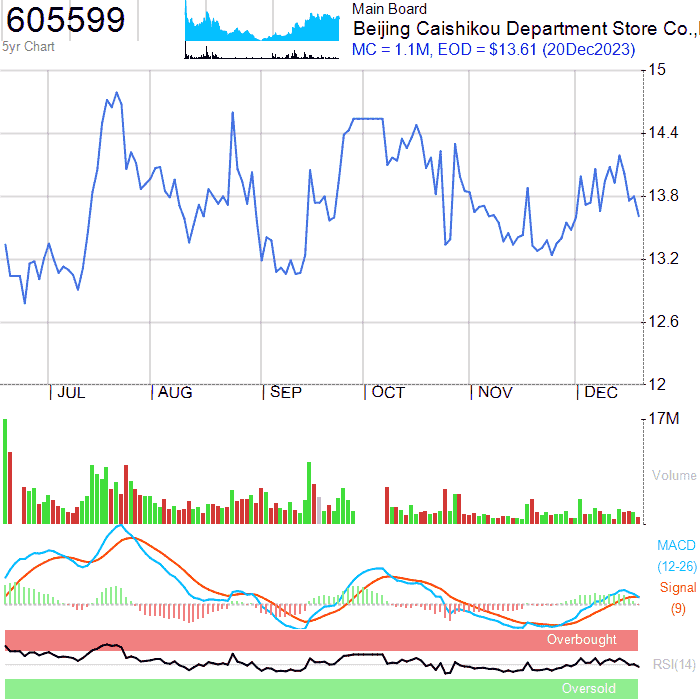 605599
5yr Chart
Main Board
Beijing Caishikou Department Store Co.,
MC = 1.1M, EOD = $13.61 (20Dec2023)
15
14.4
13.8
13.2
12.6
12
JUL AUG SEP OCT NOV DEC
17M
Volume
MACD
(12-26)
Signal
(9)
Overbought
RSI(14)
Oversold